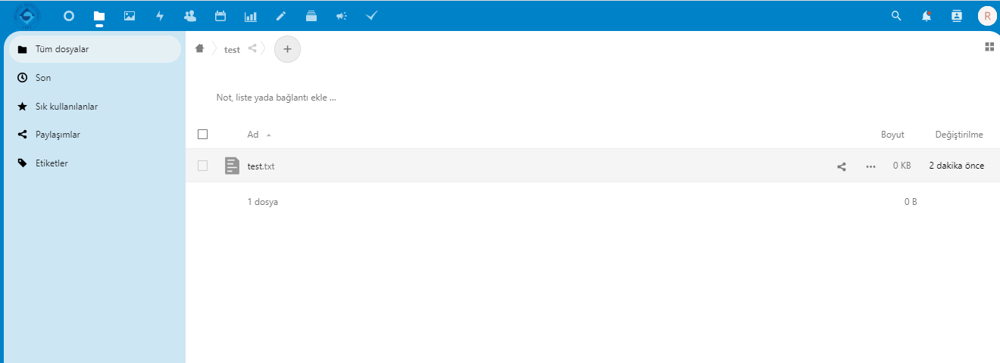 R
Tüm dosyalar
Son
Sık kullanılanlar
Paylaşımlar
Etiketler
test
Not, liste yada bağlantı ekle ...
Ad Boyut Değiştirilme
test.txt 0 KB 2 dakika önce
1 dosya 0 B